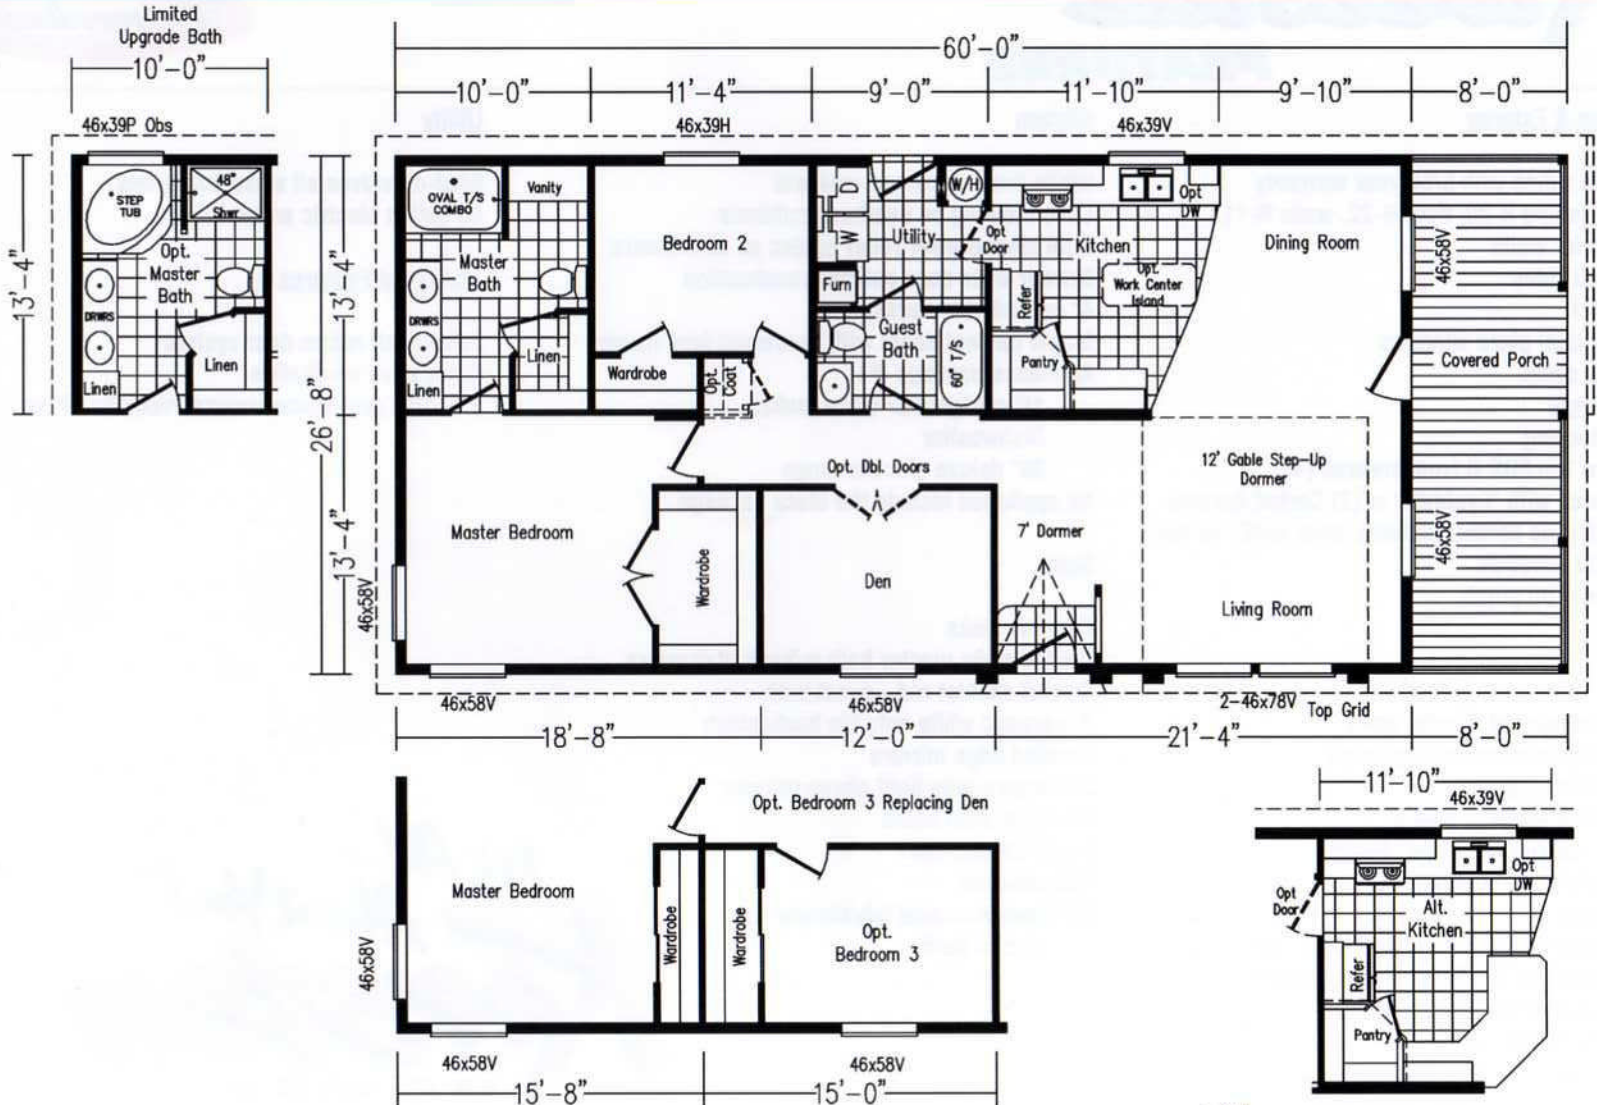 Limited
Upgrade Bath
10'-0"
60'-0"
10'-0" 11'-4" 9'-0" 11'-10" 9'-10" 8'-0"
46x39P Obs
46x39H
46x39V
13'-4"
STEP
TUB
48"
Shwr
Opt.
Master
Bath
DRWRS
Linen
Linen
26' 8"
13'-4"
13'-4"
OVAL T/S
COMBO
Vanity
Master
Bath
DRWRS
Linen
Linen
Bedroom 2
Wardrobe
Opt.
Coat
D
W
Utility
W/H
Opt
Door
Furn
Guest
Bath
60" T/S
Kitchen
Opt
DW
Opt.
Work Center
Island
Refer
Pantry
Dining Room
46x58V
Covered Porch
Master Bedroom
Wardrobe
Opt. Dbl. Doors
Den
7' Dormer
12' Gable Step-Up
Dormer
Living Room
46x58V
46x58V
46x58V
46x58V
2-46x78V
Top Grid
18'-8" 12'-0" 21'-4" 8'-0"
Opt. Bedroom 3 Replacing Den
Master Bedroom
Wardrobe
Wardrobe
Opt.
Bedroom 3
46x58V
46x58V
46x58V
15'-8" 15'-0"
11'-10"
46x39V
Opt
DW
Opt
Door
Alt.
Kitchen
Refer
Pantry